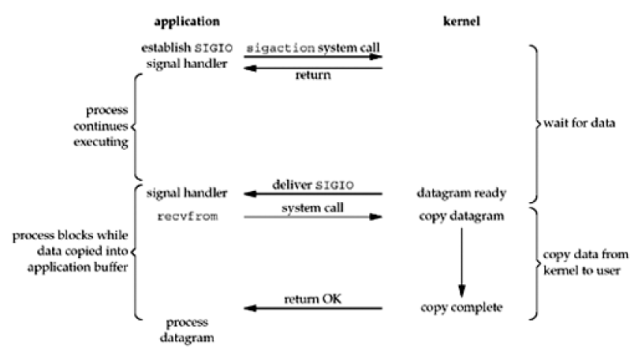 application kernel
establish SIGIO sigaction system call
signal handler
return
process
continues
executing
wait for data
signal handler deliver SIGIO datagram ready
recvfrom system call copy datagram
process blocks while
data copied into
application buffer
copy data from
kernel to user
return OK copy complete
process
datagram